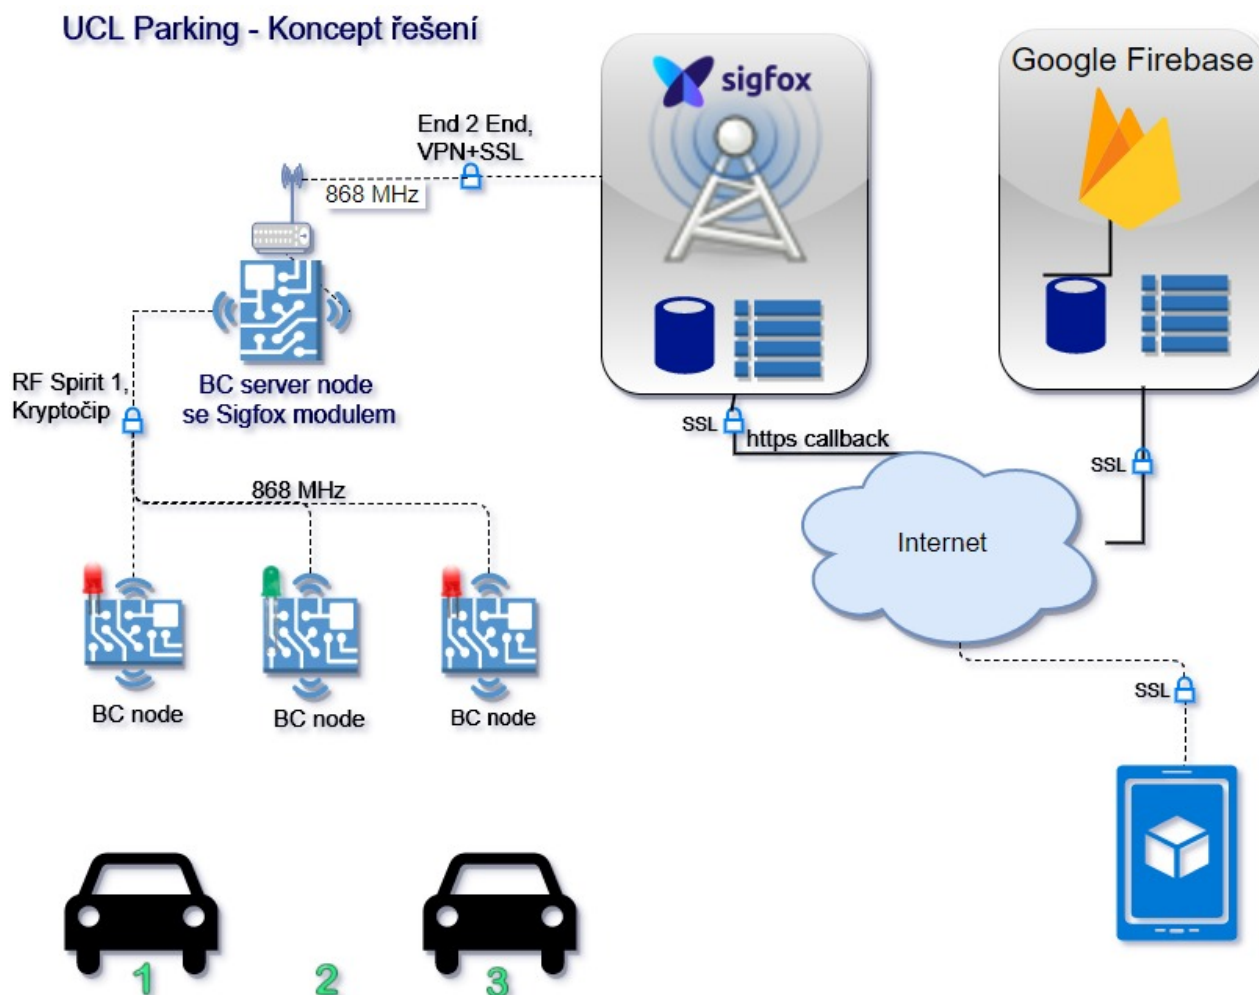 UCL Parking - Koncept řešení
sigfox
Google Firebase
End 2 End,
VPN+SSL
868 MHz
RF Spirit 1,
Kryptočip
BC server node
se Sigfox modulem
SSL
https callback
SSL
868 MHz
Internet
BC node
BC node
BC node
SSL
1
2
3